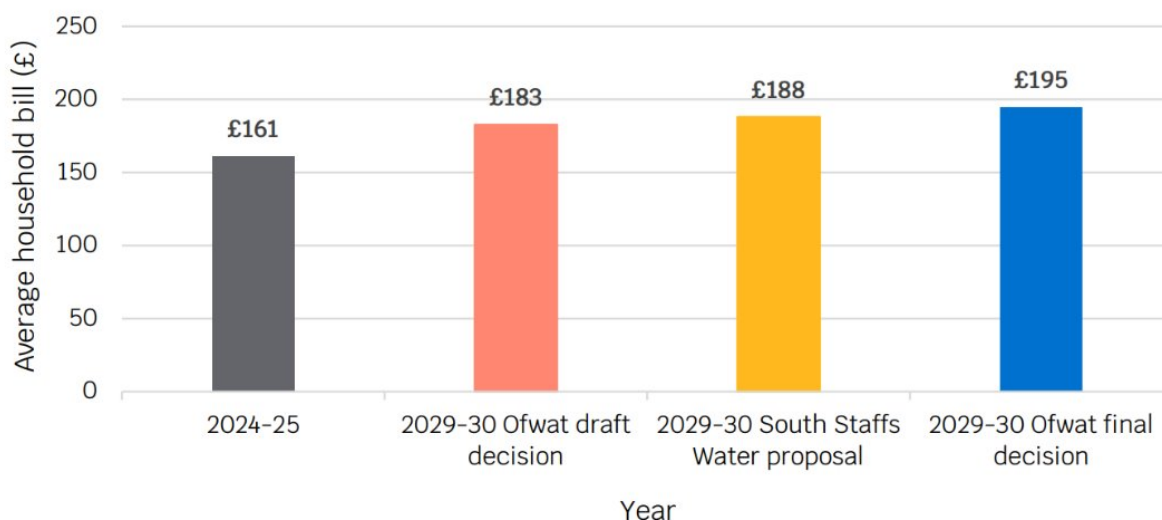 Average household bill (£)
250
200
150
100
50
0
£161
£183
£188
£195
2024-25
2029-30 Ofwat draft
decision
2029-30 South Staffs
Water proposal
2029-30 Ofwat final
decision
Year